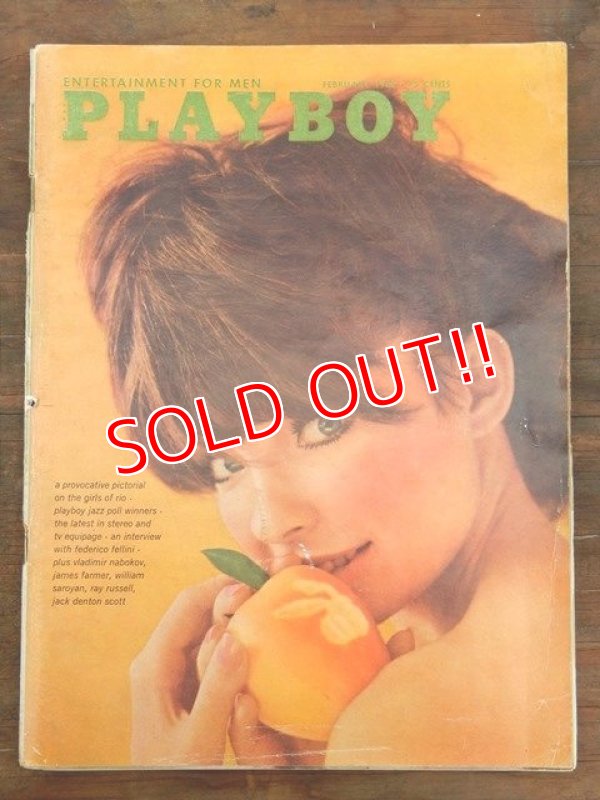 ENTERTAINMENT FOR MEN
CENTS
PLAYBOY
SOLD OUT!!
a provocative pictorial
on the girls of rio •
playboy jazz poll winners •
the latest in stereo and
tv equipage • an interview
with federico fellini •
plus vladimir nabokov,
james farmer, william
saroyan, ray russell,
jack denton scott